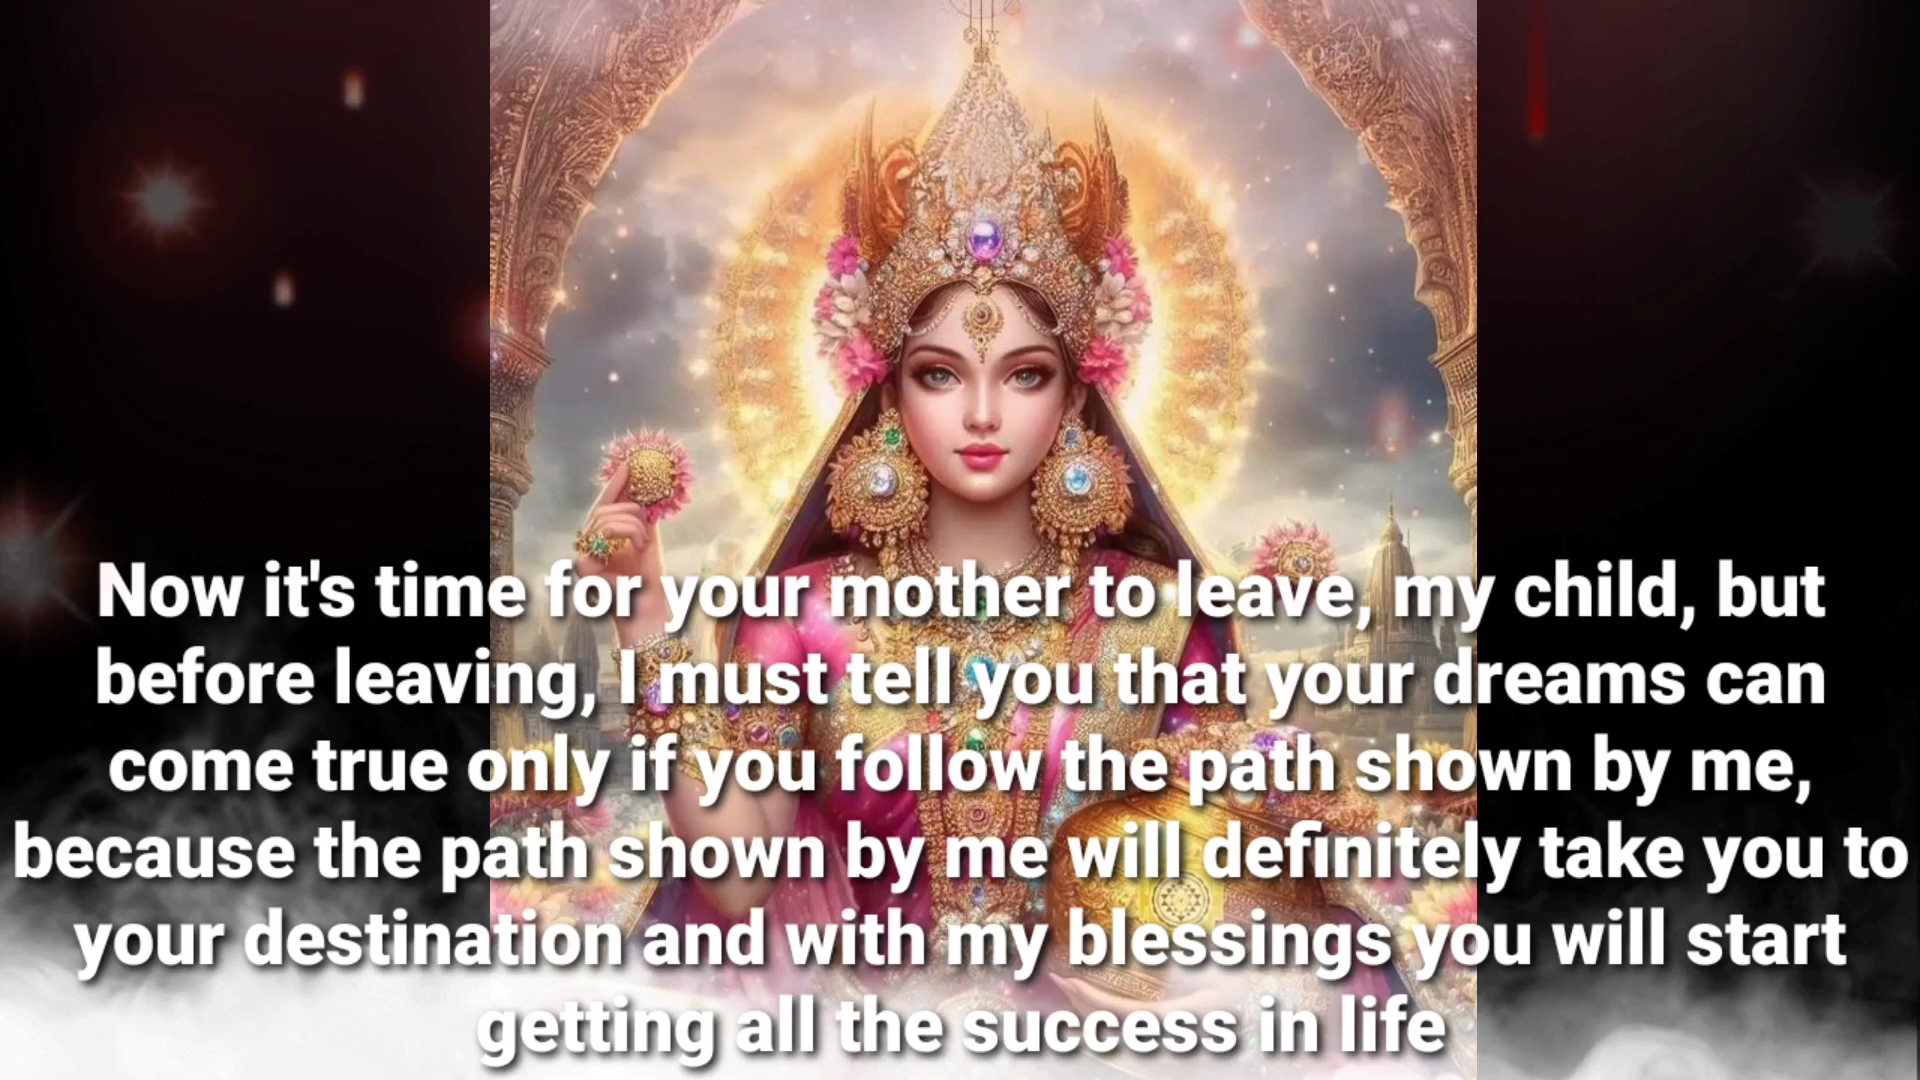 Now it's time for your mother to leave, my child, but
before leaving, I must tell you that your dreams can
come true only if you follow the path shown by me,
because the path shown by me will definitely take you to
your destination and with my blessings you will start
getting all the success in life